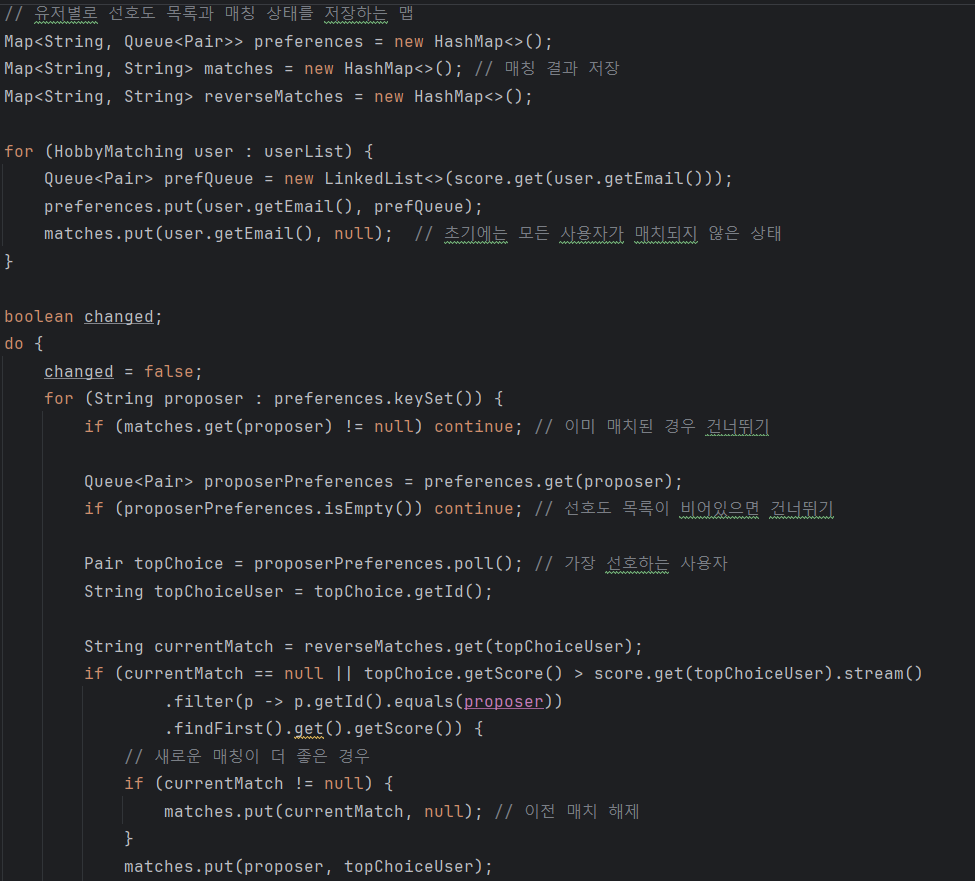 // 유저별로 선호도 목록과 매칭 상태를 저장하는 맵
Map<String, Queue<Pair>> preferences = new HashMap<>();
Map<String, String> matches = new HashMap<>(); // 매칭 결과 저장
Map<String, String> reverseMatches = new HashMap<>();
for (HobbyMatching user : userList) {
Queue<Pair> prefQueue = new LinkedList<>(score.get(user.getEmail()));
preferences.put(user.getEmail(), prefQueue);
matches.put(user.getEmail(), null); // 초기에는 모든 사용자가 매치되지 않은 상태
}
boolean changed;
do {
changed = false;
for (String proposer : preferences.keySet()) {
if (matches.get(proposer) != null) continue; // 이미 매치된 경우 건너뛰기
Queue<Pair> proposerPreferences = preferences.get(proposer);
if (proposerPreferences.isEmpty()) continue; // 선호도 목록이 비어있으면 건너뛰기
Pair topChoice = proposerPreferences.poll(); // 가장 선호하는 사용자
String topChoiceUser = topChoice.getId();
String currentMatch = reverseMatches.get(topChoiceUser);
if (currentMatch == null || topChoice.getScore() > score.get(topChoiceUser).stream()
.filter(p -> p.getId().equals(proposer))
.findFirst().get().getScore()) {
// 새로운 매칭이 더 좋은 경우
if (currentMatch != null) {
matches.put(currentMatch, null); // 이전 매치 해제
}
matches.put(proposer, topChoiceUser);